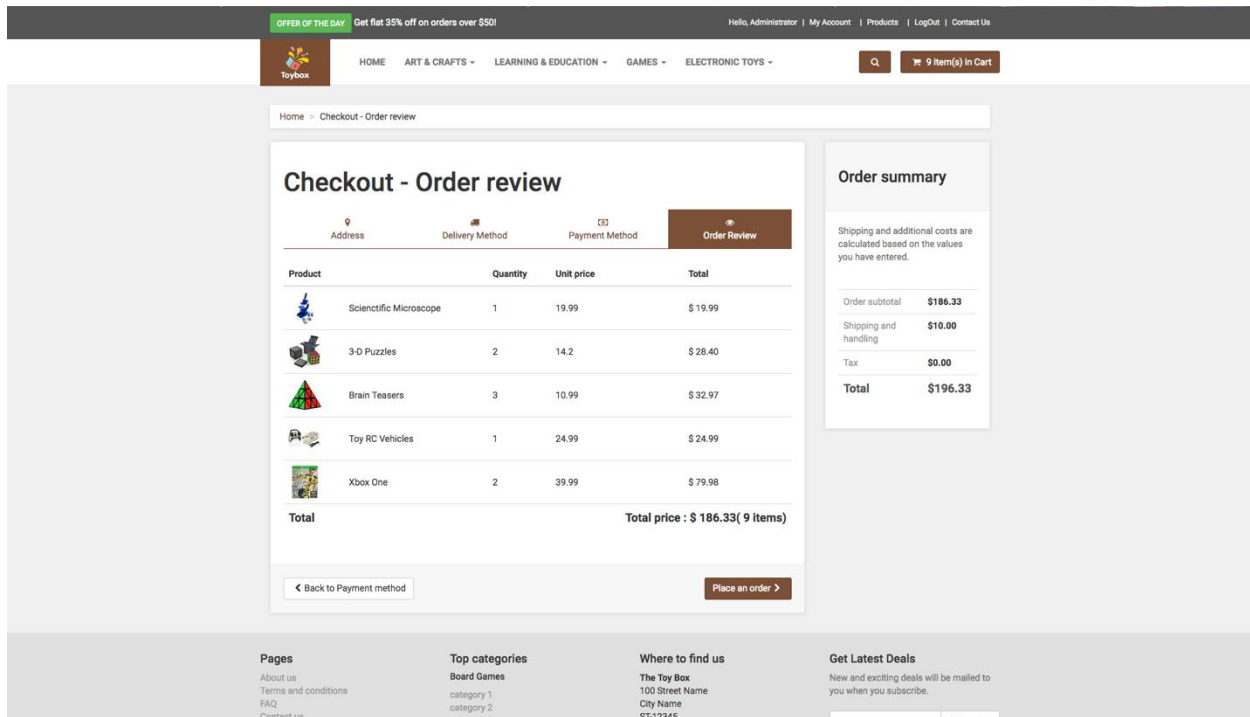 OFFER OF THE DAY Get flat 35% off on orders over $50!
Hello, Administrator | My Account | Products | LogOut | Contact Us
Toybox
HOME ART & CRAFTS LEARNING & EDUCATION GAMES ELECTRONIC TOYS
9 item(s) in Cart
Home > Checkout - Order review
Checkout - Order review
Address Delivery Method Payment Method Order Review
Product Quantity Unit price Total
Scienctific Microscope 1 19.99 $ 19.99
3-D Puzzles 2 14.2 $ 28.40
Brain Teasers 3 10.99 $ 32.97
Toy RC Vehicles 1 24.99 $ 24.99
Xbox One 2 39.99 $ 79.98
Total Total price : $ 186.33( 9 items)
Back to Payment method
Place an order
Order summary
Shipping and additional costs are
calculated based on the values
you have entered.
Order subtotal $186.33
Shipping and $10.00
handling
Tax $0.00
Total $196.33
Pages
About us
Terms and conditions
FAQ
Contact us
Top categories
Board Games
category 1
category 2
Where to find us
The Toy Box
100 Street Name
City Name
ST-12345
Get Latest Deals
New and exciting deals will be mailed to
you when you subscribe.